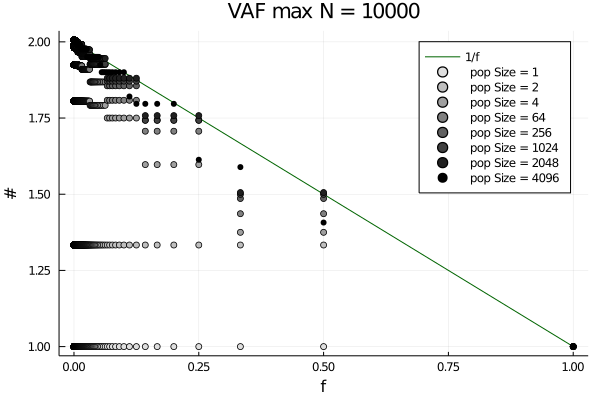 VAF max N = 10000
2.00
1.75
1.50
1.25
1.00
#
0.00 0.25 0.50 0.75 1.00
f
1/f
pop Size = 1
pop Size = 2
pop Size = 4
pop Size = 64
pop Size = 256
pop Size = 1024
pop Size = 2048
pop Size = 4096